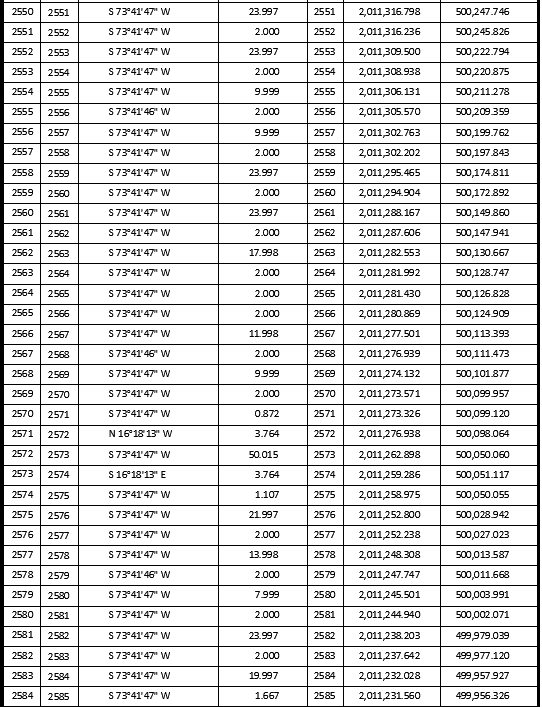 2550 2551 S 73°41'47" W 23.997 2551 2,011,316.798 500,247.746
2551 2552 S 73°41'47" W 2.000 2552 2,011,316.236 500,245.826
2552 2553 S 73°41'47" W 23.997 2553 2,011,309.500 500,222.794
2553 2554 S 73°41'47" W 2.000 2554 2,011,308.938 500,220.875
2554 2555 S 73°41'47" W 9.999 2555 2,011,306.131 500,211.278
2555 2556 S 73°41'46" W 2.000 2556 2,011,305.570 500,209.359
2556 2557 S 73°41'47" W 9.999 2557 2,011,302.763 500,199.762
2557 2558 S 73°41'47" W 2.000 2558 2,011,302.202 500,197.843
2558 2559 S 73°41'47" W 23.997 2559 2,011,295.465 500,174.811
2559 2560 S 73°41'47" W 2.000 2560 2,011,294.904 500,172.892
2560 2561 S 73°41'47" W 23.997 2561 2,011,288.167 500,149.860
2561 2562 S 73°41'47" W 2.000 2562 2,011,287.606 500,147.941
2562 2563 S 73°41'47" W 17.998 2563 2,011,282.553 500,130.667
2563 2564 S 73°41'47" W 2.000 2564 2,011,281.992 500,128.747
2564 2565 S 73°41'47" W 2.000 2565 2,011,281.430 500,126.828
2565 2566 S 73°41'47" W 2.000 2566 2,011,280.869 500,124.909
2566 2567 S 73°41'47" W 11.998 2567 2,011,277.501 500,113.393
2567 2568 S 73°41'46" W 2.000 2568 2,011,276.939 500,111.473
2568 2569 S 73°41'47" W 9.999 2569 2,011,274.132 500,101.877
2569 2570 S 73°41'47" W 2.000 2570 2,011,273.571 500,099.957
2570 2571 S 73°41'47" W 0.872 2571 2,011,273.326 500,099.120
2571 2572 N 16°18'13" W 3.764 2572 2,011,276.938 500,098.064
2572 2573 S 73°41'47" W 50.015 2573 2,011,262.898 500,050.060
2573 2574 S 16°18'13" E 3.764 2574 2,011,259.286 500,051.117
2574 2575 S 73°41'47" W 1.107 2575 2,011,258.975 500,050.055
2575 2576 S 73°41'47" W 21.997 2576 2,011,252.800 500,028.942
2576 2577 S 73°41'47" W 2.000 2577 2,011,252.238 500,027.023
2577 2578 S 73°41'47" W 13.998 2578 2,011,248.308 500,013.587
2578 2579 S 73°41'46" W 2.000 2579 2,011,247.747 500,011.668
2579 2580 S 73°41'47" W 7.999 2580 2,011,245.501 500,003.991
2580 2581 S 73°41'47" W 2.000 2581 2,011,244.940 500,002.071
2581 2582 S 73°41'47" W 23.997 2582 2,011,238.203 499,979.039
2582 2583 S 73°41'47" W 2.000 2583 2,011,237.642 499,977.120
2583 2584 S 73°41'47" W 19.997 2584 2,011,232.028 499,957.927
2584 2585 S 73°41'47" W 1.667 2585 2,011,231.560 499,956.326